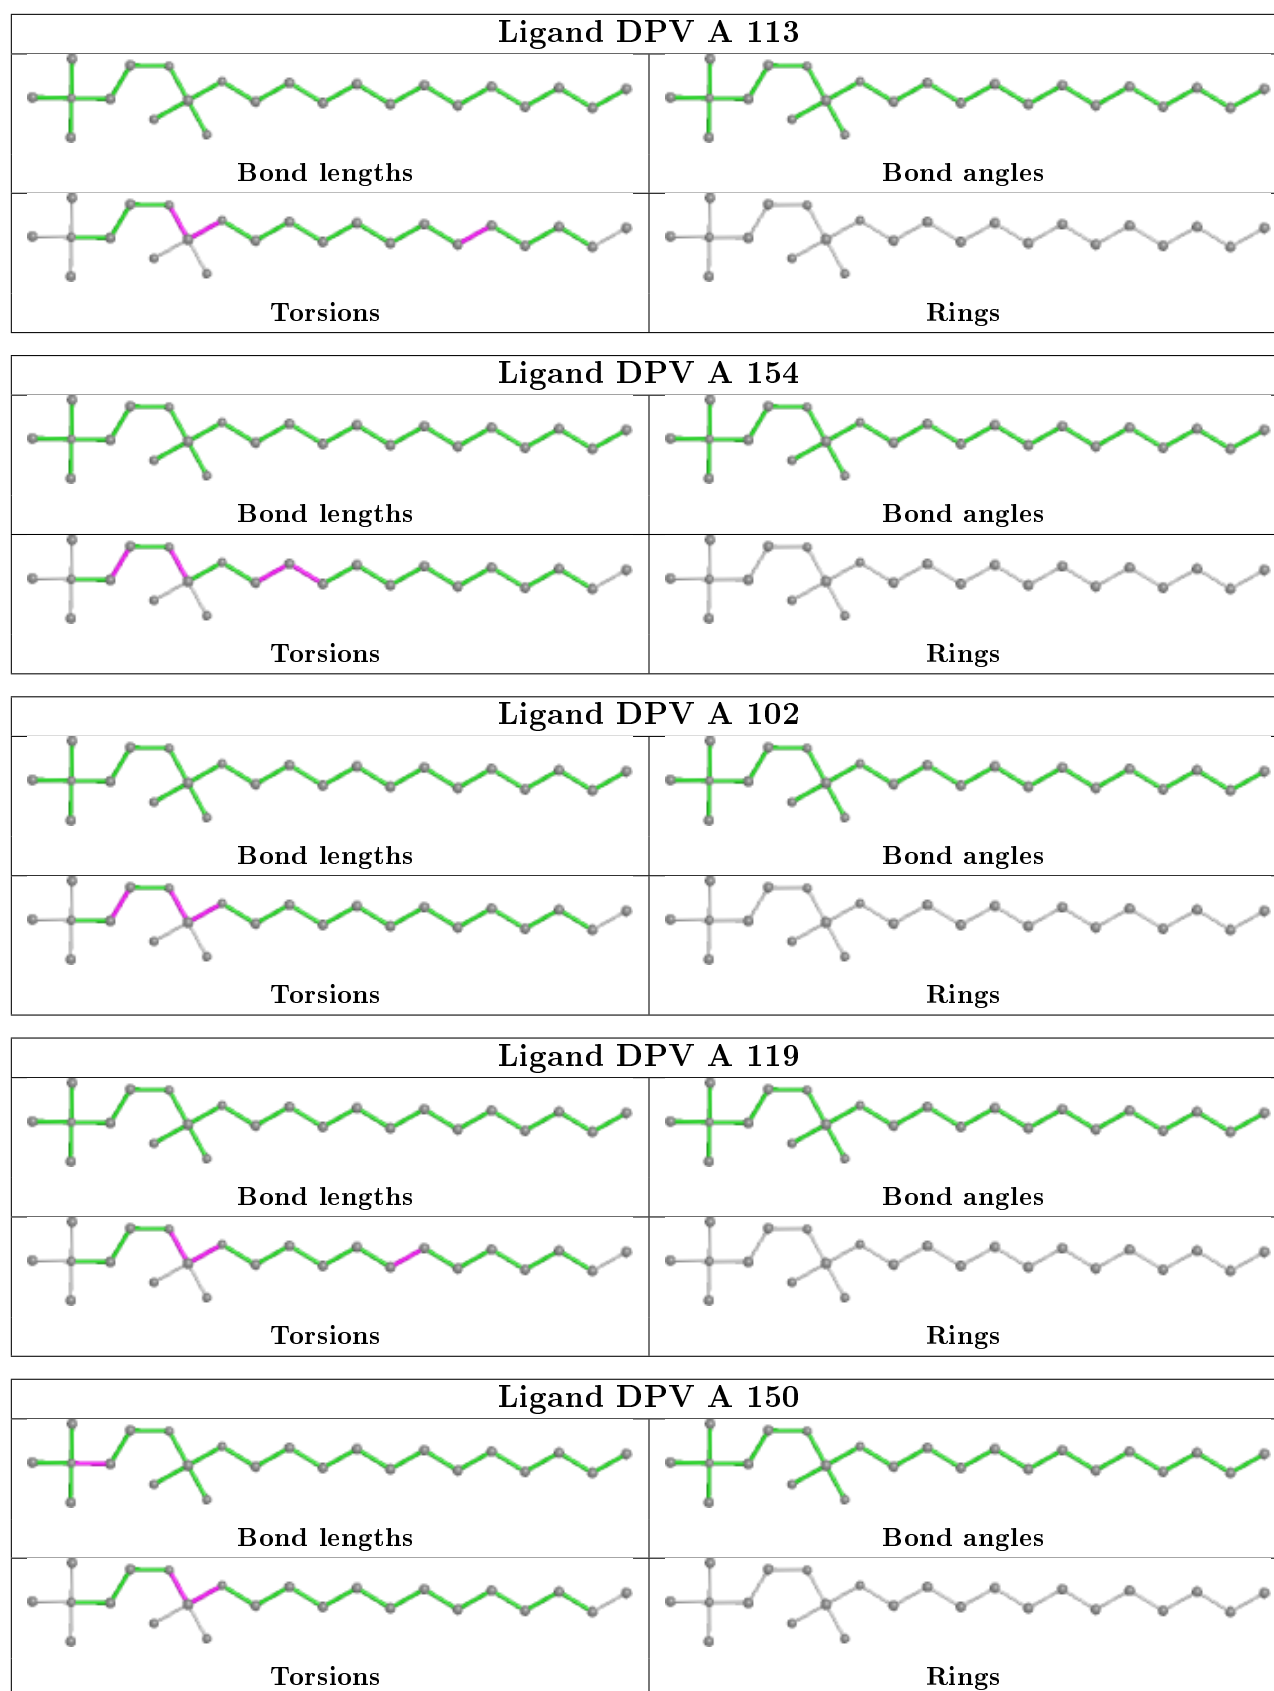 Ligand DPV A 113
Bond lengths
Bond angles
Torsions
Rings
Ligand DPV A 154
Bond lengths
Bond angles
Torsions
Rings
Ligand DPV A 102
Bond lengths
Bond angles
Torsions
Rings
Ligand DPV A 119
Bond lengths
Bond angles
Torsions
Rings
Ligand DPV A 150
Bond lengths
Bond angles
Torsions
Rings